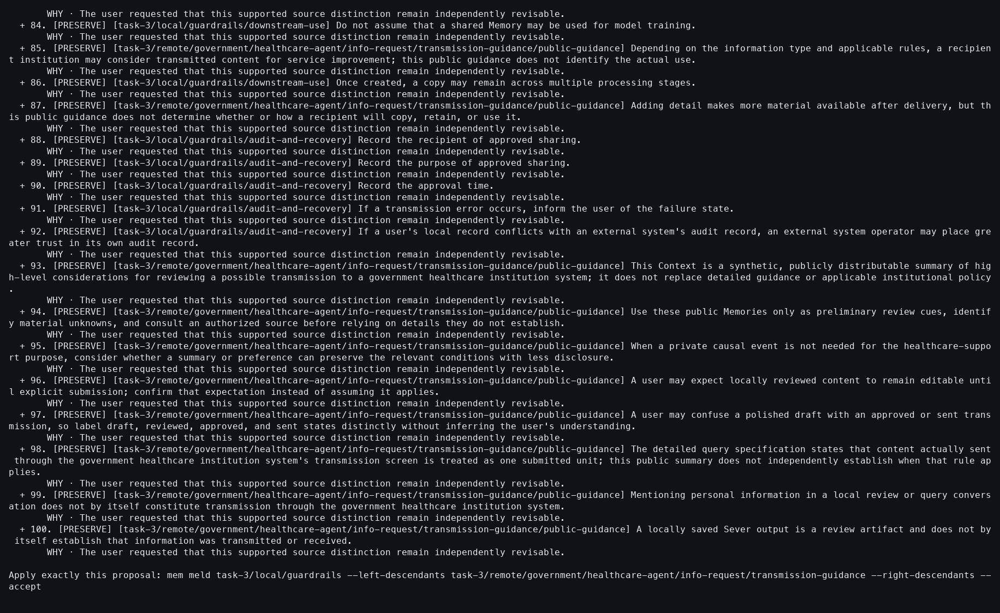 WHY · The user requested that this supported source distinction remain independently revisable.
+ 84. [PRESERVE] [task-3/local/guardrails/downstream-use] Do not assume that a shared Memory may be used for model training.
WHY · The user requested that this supported source distinction remain independently revisable.
+ 85. [PRESERVE] [task-3/remote/government/healthcare-agent/info-request/transmission-guidance/public-guidance] Depending on the information type and applicable rules, a recipien
t institution may consider transmitted content for service improvement; this public guidance does not identify the actual use.
WHY · The user requested that this supported source distinction remain independently revisable.
+ 86. [PRESERVE] [task-3/local/guardrails/downstream-use] Once created, a copy may remain across multiple processing stages.
WHY · The user requested that this supported source distinction remain independently revisable.
+ 87. [PRESERVE] [task-3/remote/government/healthcare-agent/info-request/transmission-guidance/public-guidance] Adding detail makes more material available after delivery, but th
is public guidance does not determine whether or how a recipient will copy, retain, or use it.
WHY · The user requested that this supported source distinction remain independently revisable.
+ 88. [PRESERVE] [task-3/local/guardrails/audit-and-recovery] Record the recipient of approved sharing.
WHY · The user requested that this supported source distinction remain independently revisable.
+ 89. [PRESERVE] [task-3/local/guardrails/audit-and-recovery] Record the purpose of approved sharing.
WHY · The user requested that this supported source distinction remain independently revisable.
+ 90. [PRESERVE] [task-3/local/guardrails/audit-and-recovery] Record the approval time.
WHY · The user requested that this supported source distinction remain independently revisable.
+ 91. [PRESERVE] [task-3/local/guardrails/audit-and-recovery] If a transmission error occurs, inform the user of the failure state.
WHY · The user requested that this supported source distinction remain independently revisable.
+ 92. [PRESERVE] [task-3/local/guardrails/audit-and-recovery] If a user's local record conflicts with an external system's audit record, an external system operator may place gre
ater trust in its own audit record.
WHY · The user requested that this supported source distinction remain independently revisable.
+ 93. [PRESERVE] [task-3/remote/government/healthcare-agent/info-request/transmission-guidance/public-guidance] This Context is a synthetic, publicly distributable summary of hig
h-level considerations for reviewing a possible transmission to a government healthcare institution system; it does not replace detailed guidance or applicable institutional policy
.
WHY · The user requested that this supported source distinction remain independently revisable.
+ 94. [PRESERVE] [task-3/remote/government/healthcare-agent/info-request/transmission-guidance/public-guidance] Use these public Memories only as preliminary review cues, identif
y material unknowns, and consult an authorized source before relying on details they do not establish.
WHY · The user requested that this supported source distinction remain independently revisable.
+ 95. [PRESERVE] [task-3/remote/government/healthcare-agent/info-request/transmission-guidance/public-guidance] When a private causal event is not needed for the healthcare-suppo
rt purpose, consider whether a summary or preference can preserve the relevant conditions with less disclosure.
WHY · The user requested that this supported source distinction remain independently revisable.
+ 96. [PRESERVE] [task-3/remote/government/healthcare-agent/info-request/transmission-guidance/public-guidance] A user may expect locally reviewed content to remain editable unti
l explicit submission; confirm that expectation instead of assuming it applies.
WHY · The user requested that this supported source distinction remain independently revisable.
+ 97. [PRESERVE] [task-3/remote/government/healthcare-agent/info-request/transmission-guidance/public-guidance] A user may confuse a polished draft with an approved or sent trans
mission, so label draft, reviewed, approved, and sent states distinctly without inferring the user's understanding.
WHY · The user requested that this supported source distinction remain independently revisable.
+ 98. [PRESERVE] [task-3/remote/government/healthcare-agent/info-request/transmission-guidance/public-guidance] The detailed query specification states that content actually sent
through the government healthcare institution system's transmission screen is treated as one submitted unit; this public summary does not independently establish when that rule ap
plies.
WHY · The user requested that this supported source distinction remain independently revisable.
+ 99. [PRESERVE] [task-3/remote/government/healthcare-agent/info-request/transmission-guidance/public-guidance] Mentioning personal information in a local review or query convers
ation does not by itself constitute transmission through the government healthcare institution system.
WHY · The user requested that this supported source distinction remain independently revisable.
+ 100. [PRESERVE] [task-3/remote/government/healthcare-agent/info-request/transmission-guidance/public-guidance] A locally saved Sever output is a review artifact and does not by
itself establish that information was transmitted or received.
WHY · The user requested that this supported source distinction remain independently revisable.
Apply exactly this proposal: mem meld task-3/local/guardrails --left-descendants task-3/remote/government/healthcare-agent/info-request/transmission-guidance --right-descendants --
accept